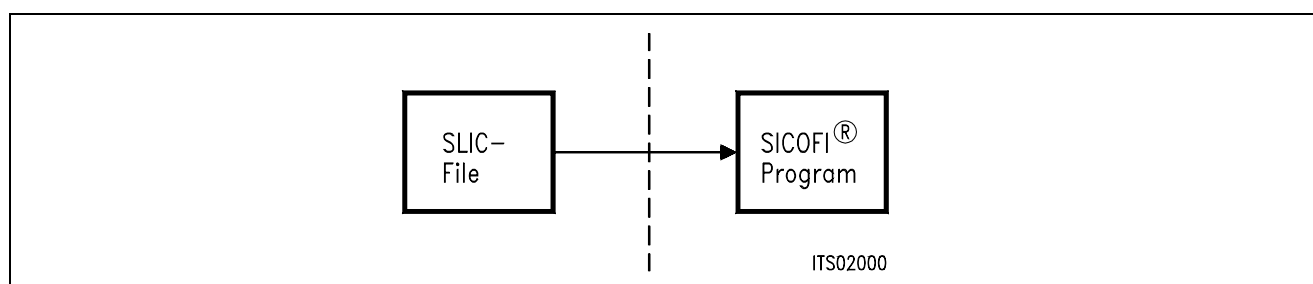 SLIC-
File
SICOFI®
Program
ITS02000